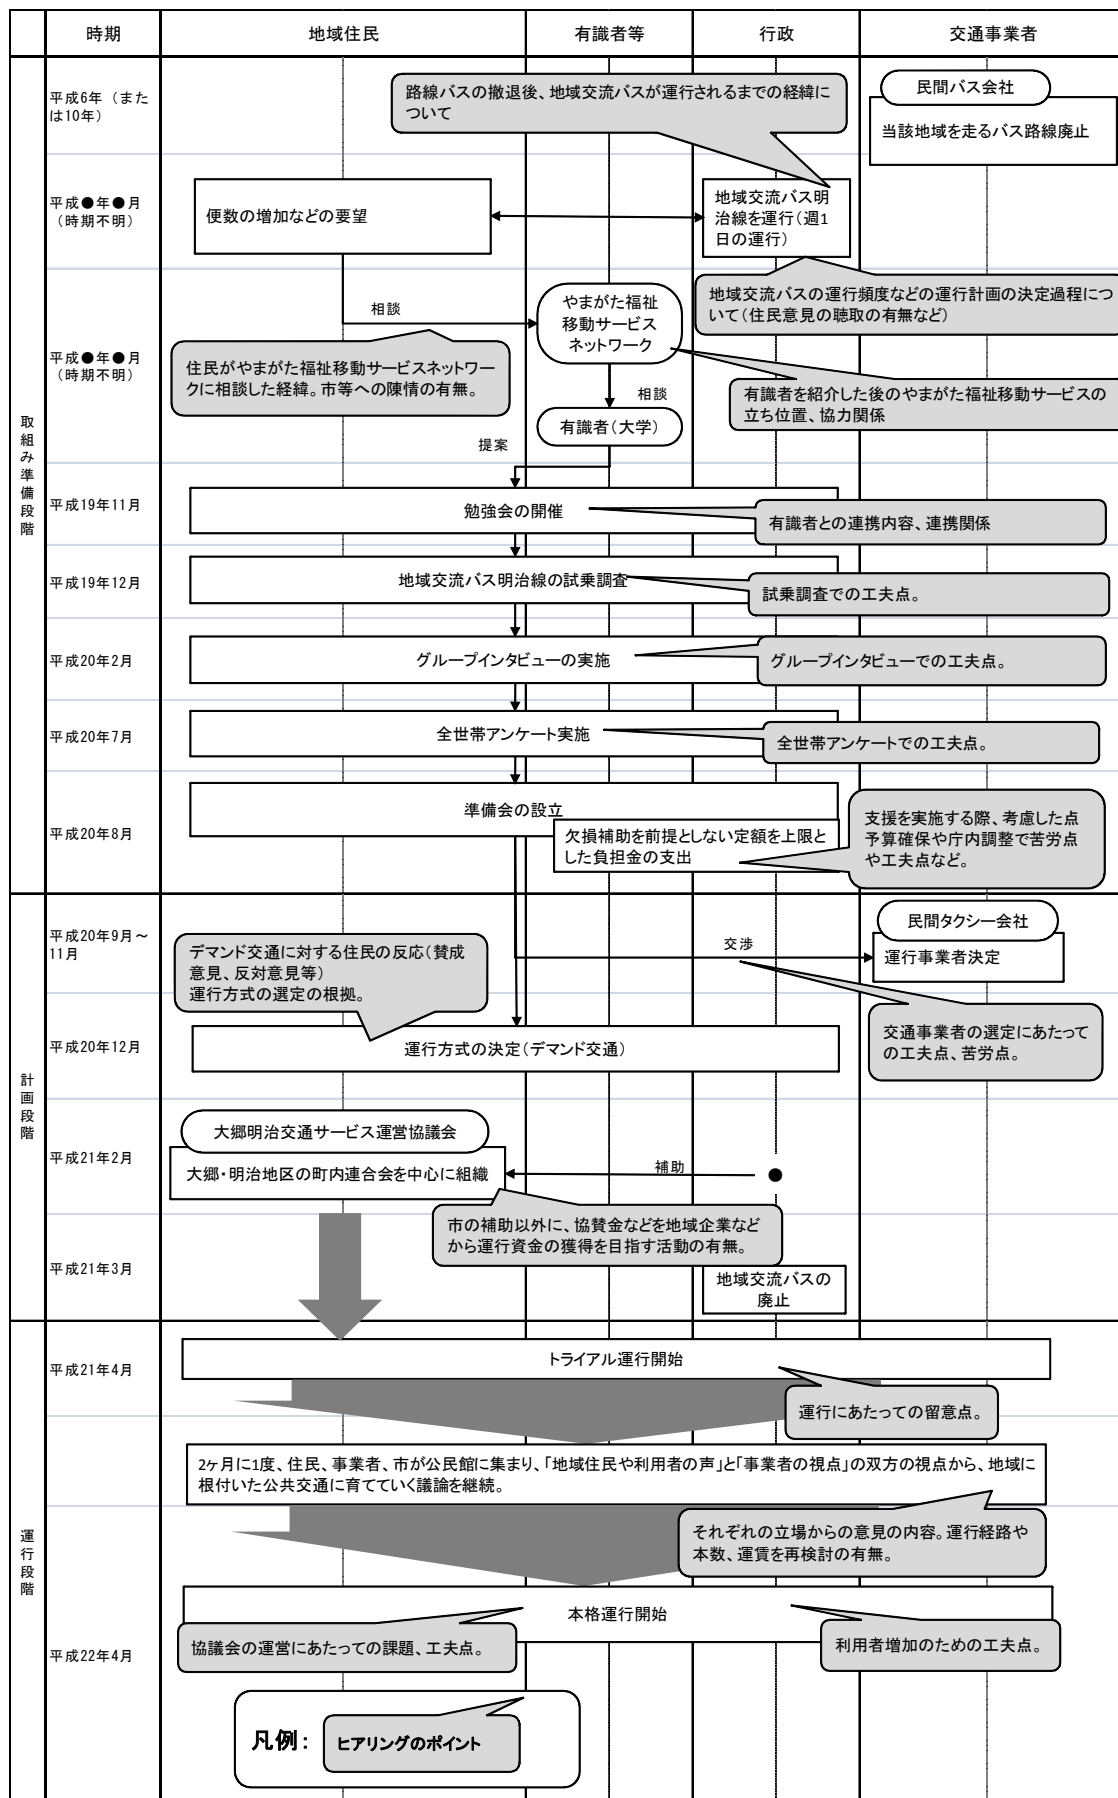 時期
地域住民
有識者等
行政
交通事業者
取組み準備段階
平成6年（また
は10年）
路線バスの撤退後、地域交流バスが運行されるまでの経緯に
ついて
民間バス会社
当該地域を走るバス路線廃止
平成●年●月
（時期不明）
便数の増加などの要望
地域交流バス明
治線を運行（週1
日の運行）
地域交流バスの運行頻度などの運行計画の決定過程につ
いて（住民意見の聴取の有無など）
平成●年●月
（時期不明）
相談
やまがた福祉
移動サービス
ネットワーク
住民がやまがた福祉移動サービスネットワー
クに相談した経緯。市等への陳情の有無。
有識者を紹介した後のやまがた福祉移動サービスの
立ち位置、協力関係
相談
有識者（大学）
提案
平成19年11月
勉強会の開催
有識者との連携内容、連携関係
平成19年12月
地域交流バス明治線の試乗調査
試乗調査での工夫点。
平成20年2月
グループインタビューの実施
グループインタビューでの工夫点。
平成20年7月
全世帯アンケート実施
全世帯アンケートでの工夫点。
平成20年8月
準備会の設立
欠損補助を前提としない定額を上限と
した負担金の支出
支援を実施する際、考慮した点
予算確保や庁内調整で苦労点
や工夫点など。
計画段階
平成20年9月～
11月
デマンド交通に対する住民の反応（賛成
意見、反対意見等）
運行方式の選定の根拠。
交渉
民間タクシー会社
運行事業者決定
交通事業者の選定にあたって
の工夫点、苦労点。
平成20年12月
運行方式の決定（デマンド交通）
平成21年2月
大郷明治交通サービス運営協議会
大郷・明治地区の町内連合会を中心に組織
補助
●
市の補助以外に、協賛金などを地域企業など
から運行資金の獲得を目指す活動の有無。
平成21年3月
地域交流バスの
廃止
運行段階
平成21年4月
トライアル運行開始
運行にあたっての留意点。
2ヶ月に1度、住民、事業者、市が公民館に集まり、「地域住民や利用者の声」と「事業者の視点」の双方の視点から、地域に
根付いた公共交通に育てていく議論を継続。
それぞれの立場からの意見の内容。運行経路や
本数、運賃を再検討の有無。
平成22年4月
本格運行開始
協議会の運営にあたっての課題、工夫点。
利用者増加のための工夫点。
凡例：
ヒアリングのポイント